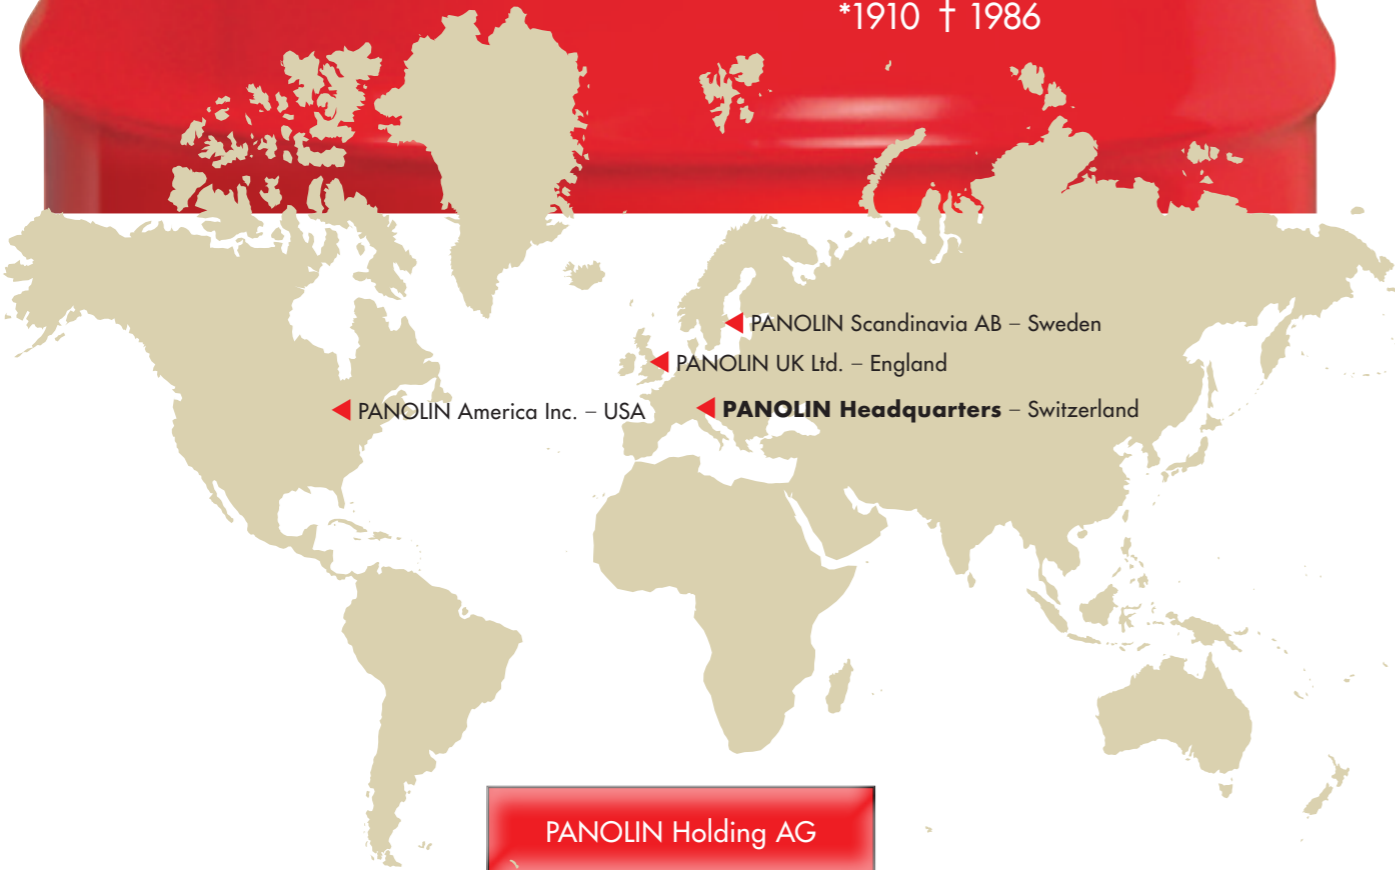 *1910 † 1986
PANOLIN Scandinavia AB – Sweden
PANOLIN UK Ltd. – England
PANOLIN America Inc. – USA
PANOLIN Headquarters – Switzerland
PANOLIN Holding AG